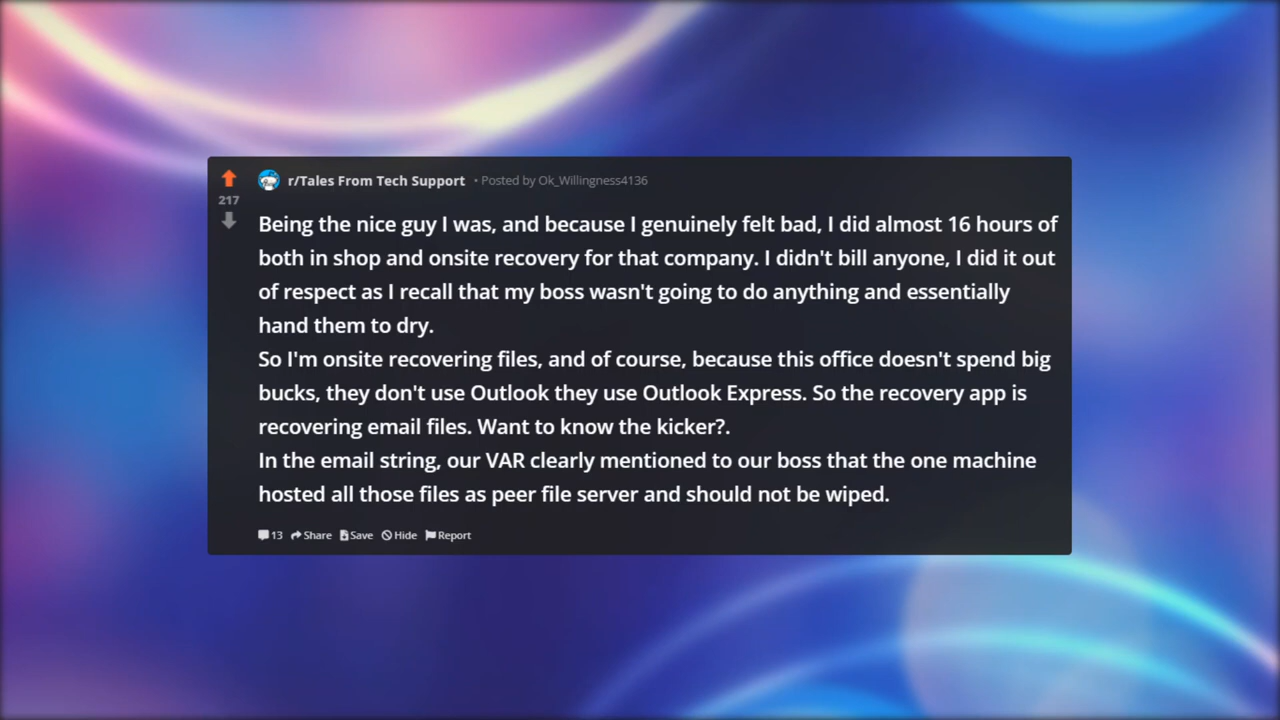 r/Tales From Tech Support • Posted by Ok_Willingness4136
217
Being the nice guy I was, and because I genuinely felt bad, I did almost 16 hours of
both in shop and onsite recovery for that company. I didn't bill anyone, I did it out
of respect as I recall that my boss wasn't going to do anything and essentially
hand them to dry.
So I'm onsite recovering files, and of course, because this office doesn't spend big
bucks, they don't use Outlook they use Outlook Express. So the recovery app is
recovering email files. Want to know the kicker?.
In the email string, our VAR clearly mentioned to our boss that the one machine
hosted all those files as peer file server and should not be wiped.
13 Share Save Hide Report